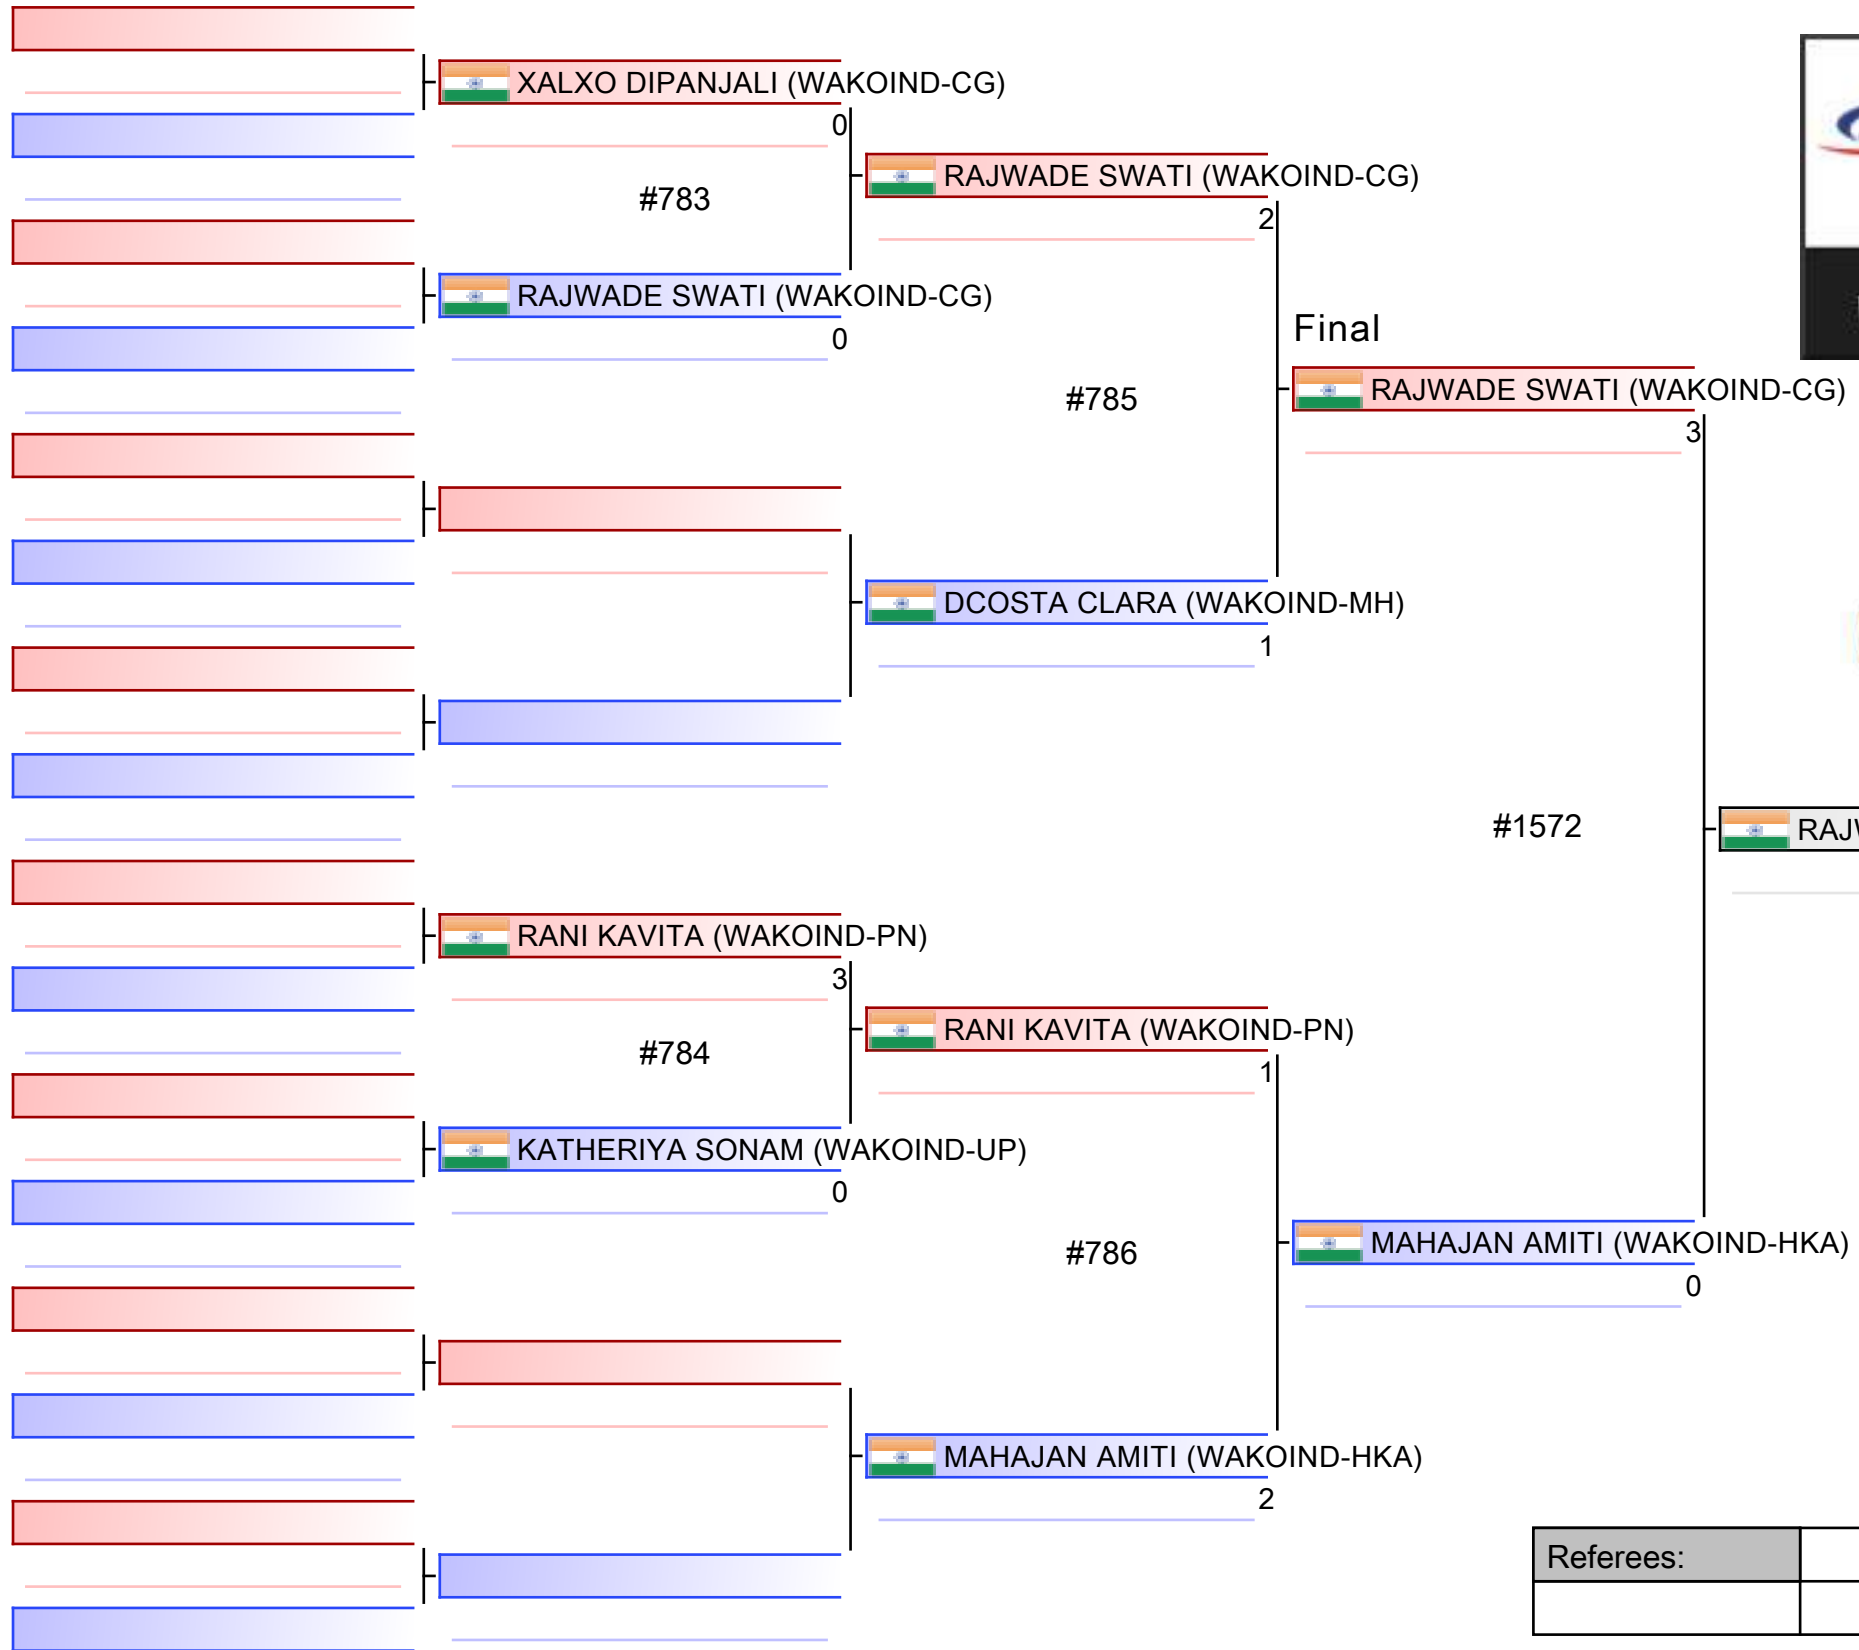 XALXO DIPANJALI (WAKOIND-CG)
0
#783
RAJWADE SWATI (WAKOIND-CG)
0
RAJWADE SWATI (WAKOIND-CG)
2
#785
DCOSTA CLARA (WAKOIND-MH)
1
RANI KAVITA (WAKOIND-PN)
3
#784
KATHERIYA SONAM (WAKOIND-UP)
0
RANI KAVITA (WAKOIND-PN)
1
#786
MAHAJAN AMITI (WAKOIND-HKA)
2
Final
RAJWADE SWATI (WAKOIND-CG)
3
#1572
MAHAJAN AMITI (WAKOIND-HKA)
0
Referees: